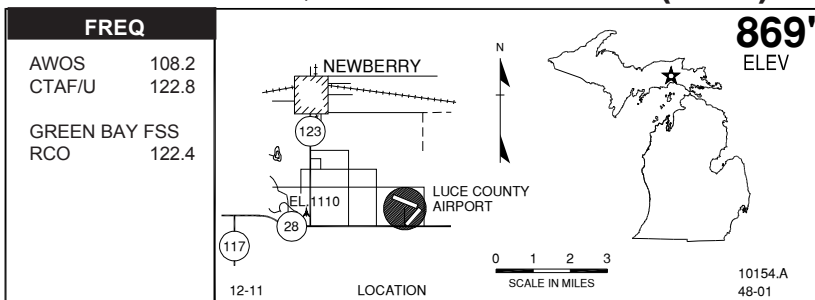 FREQ
AWOS 108.2
CTAF/U 122.8
GREEN BAY FSS
RCO 122.4
NEWBERRY
123
EL.1110
LUCE COUNTY
AIRPORT
28
117
12-11
LOCATION
N
0 1 2 3
SCALE IN MILES
869'
ELEV
10154.A
48-01